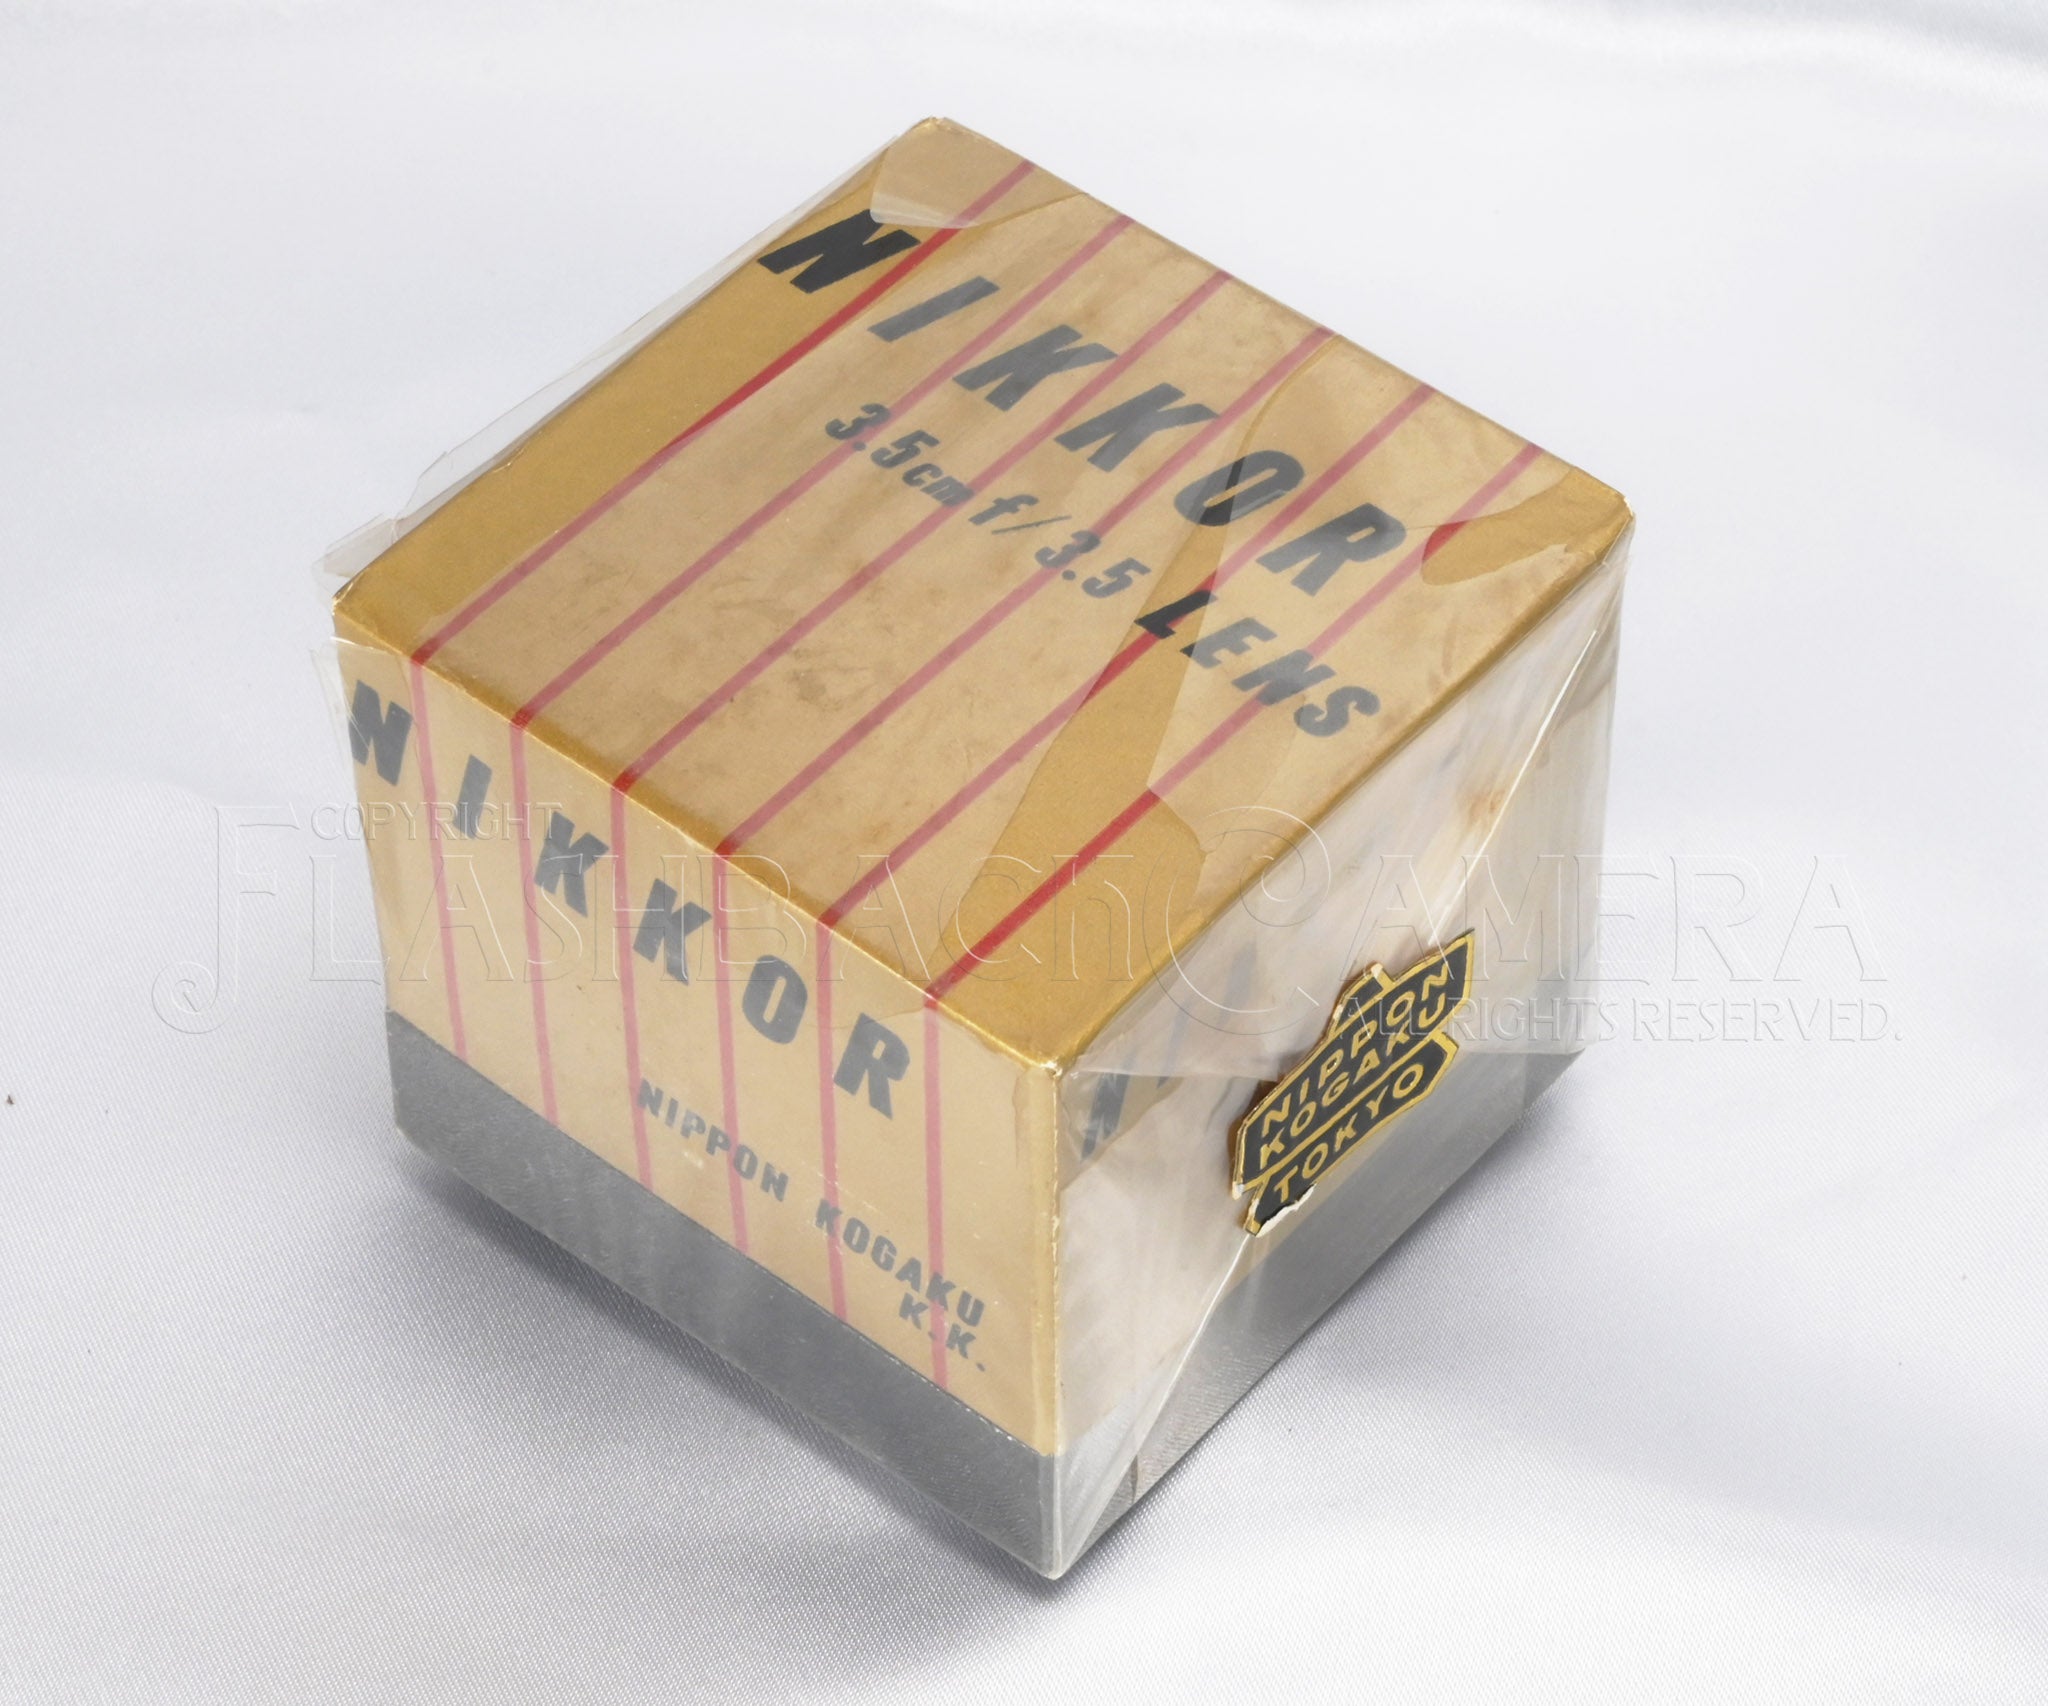 NIKKOR
3.5cm f/3.5 LENS
NIKKOR
NIPPON KOGAKU
K.K.
N
NIPPON
KOGAKU
TOKYO
COPYRIGHT
FLASHBACK CAMERA
ALL RIGHTS RESERVED.